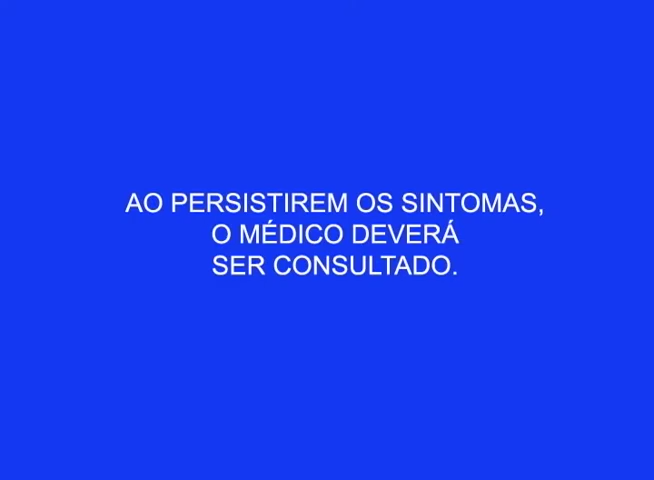 AO PERSISTIREM OS SINTOMAS,
O MÉDICO DEVERÁ
SER CONSULTADO.